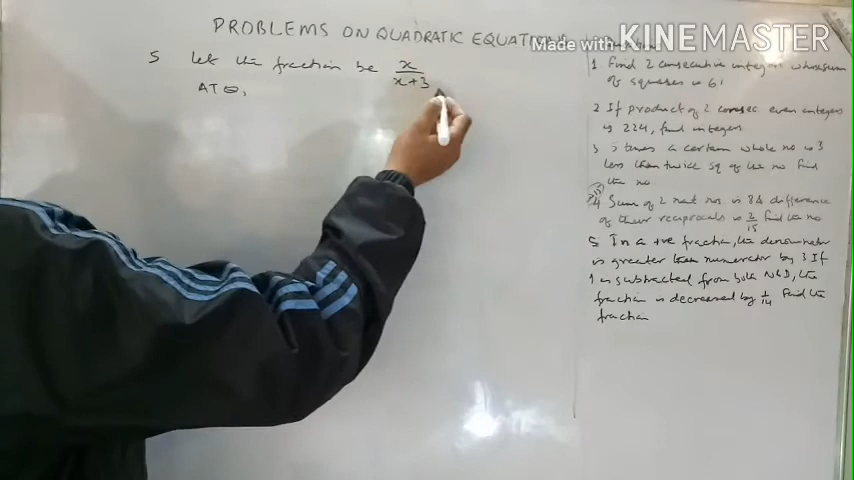 PROBLEMS ON QUADRATIC EQUATIONS
Made with KINEMASTER
5 let the fraction be x/(x+3)
ATQ,
1 Find 2 consecutive integers whose sum
of squares is 61
2 If product of 2 consec even integers
is 224, find integers
3 5 times a certain whole no is 3
less than twice sq of the no find
the no
4 Sum of 2 nat nos is 8 & difference
of their reciprocals is 2/15 find the no
5 In a +ve fraction, the denominator
is greater than numerator by 3 If
1 is subtracted from both N&D, the
fraction is decreased by 1/14 Find the
fraction